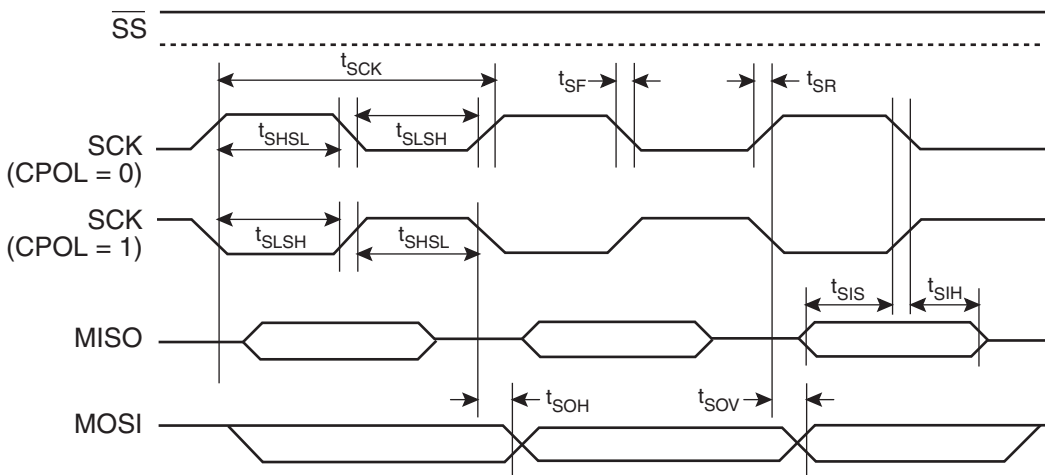 SS
tSCK
tSF
tSR
SCK
(CPOL = 0)
tSHSL
tSLSH
SCK
(CPOL = 1)
tSLSH
tSHSL
tSIS
tSIH
MISO
tSOH
tSOV
MOSI